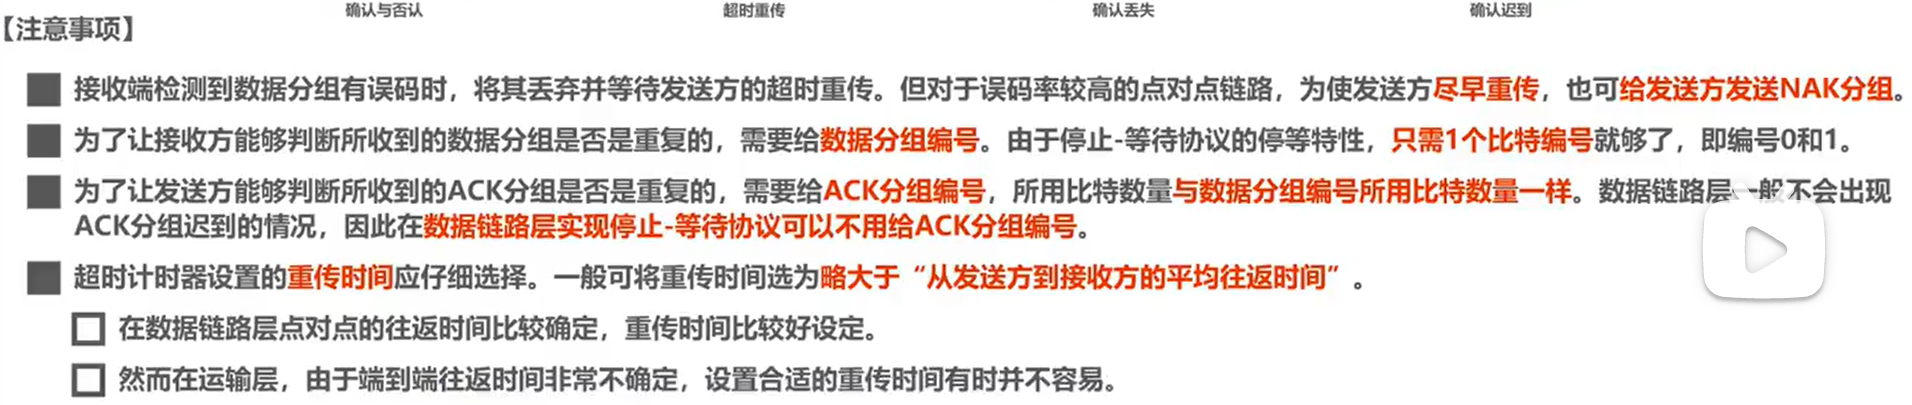 确认与否认 超时重传 确认丢失 确认迟到
【注意事项】
接收端检测到数据分组有误码时，将其丢弃并等待发送方的超时重传。但对于误码率较高的点对点链路，为使发送方尽早重传，也可给发送方发送NAK分组。
为了让接收方能够判断所收到的数据分组是否是重复的，需要给数据分组编号。由于停止-等待协议的停等特性，只需1个比特编号就够了，即编号0和1。
为了让发送方能够判断所收到的ACK分组是否是重复的，需要给ACK分组编号，所用比特数量与数据分组编号所用比特数量一样。数据链路层一般不会出现
ACK分组迟到的情况，因此在数据链路层实现停止-等待协议可以不用给ACK分组编号。
超时计时器设置的重传时间应仔细选择。一般可将重传时间选为略大于“从发送方到接收方的平均往返时间”。
在数据链路层点对点的往返时间比较确定，重传时间比较好设定。
然而在运输层，由于端到端往返时间非常不确定，设置合适的重传时间有时并不容易。